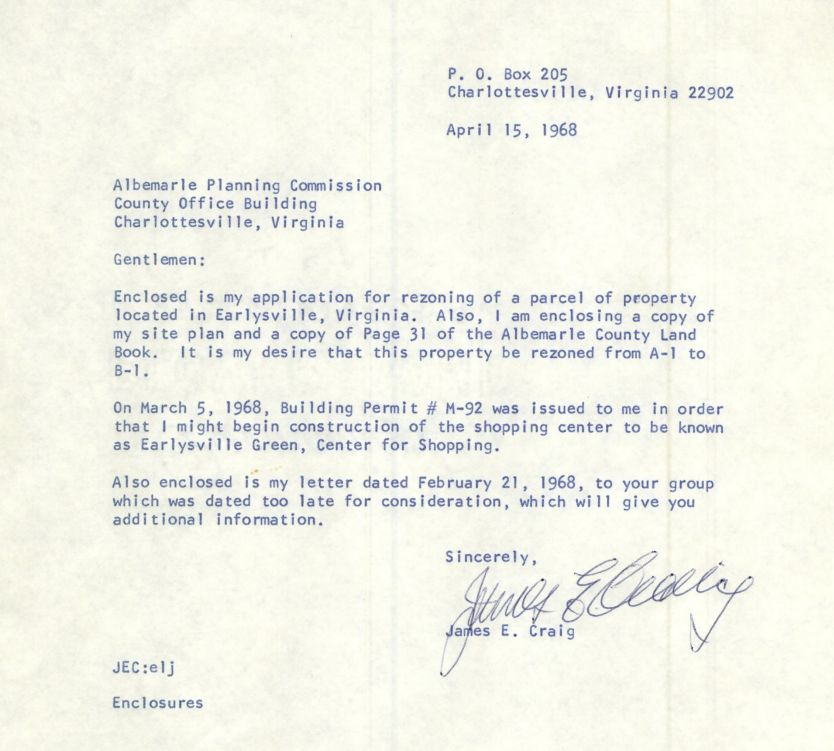 P. O. Box 205
Charlottesville, Virginia 22902
April 15, 1968
Albemarle Planning Commission
County Office Building
Charlottesville, Virginia
Gentlemen:
Enclosed is my application for rezoning of a parcel of property
located in Earlysville, Virginia. Also, I am enclosing a copy of
my site plan and a copy of Page 31 of the Albemarle County Land
Book. It is my desire that this property be rezoned from A-1 to
B-1.
On March 5, 1968, Building Permit # M-92 was issued to me in order
that I might begin construction of the shopping center to be known
as Earlysville Green, Center for Shopping.
Also enclosed is my letter dated February 21, 1968, to your group
which was dated too late for consideration, which will give you
additional information.
Sincerely,
James E. Craig
James E. Craig
JEC:elj
Enclosures